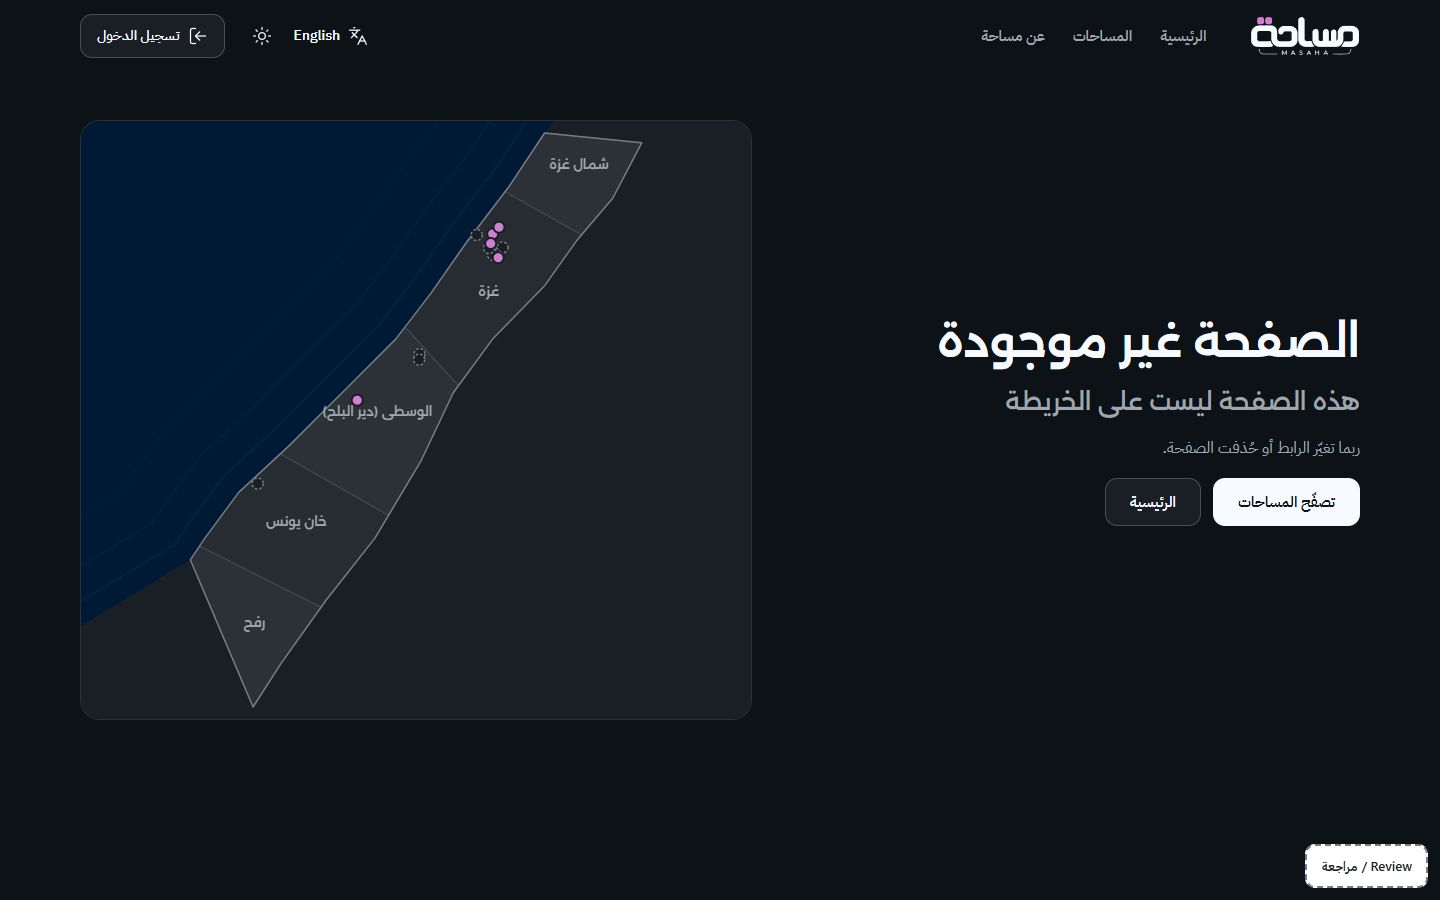 مساحة
MASAHA
الرئيسية
المساحات
عن مساحة
English
تسجيل الدخول
الصفحة غير موجودة
هذه الصفحة ليست على الخريطة
ربما تغيّر الرابط أو حُذفت الصفحة.
تصفّح المساحات
الرئيسية
شمال غزة
غزة
الوسطى (دير البلح)
خان يونس
رفح
مراجعة / Review